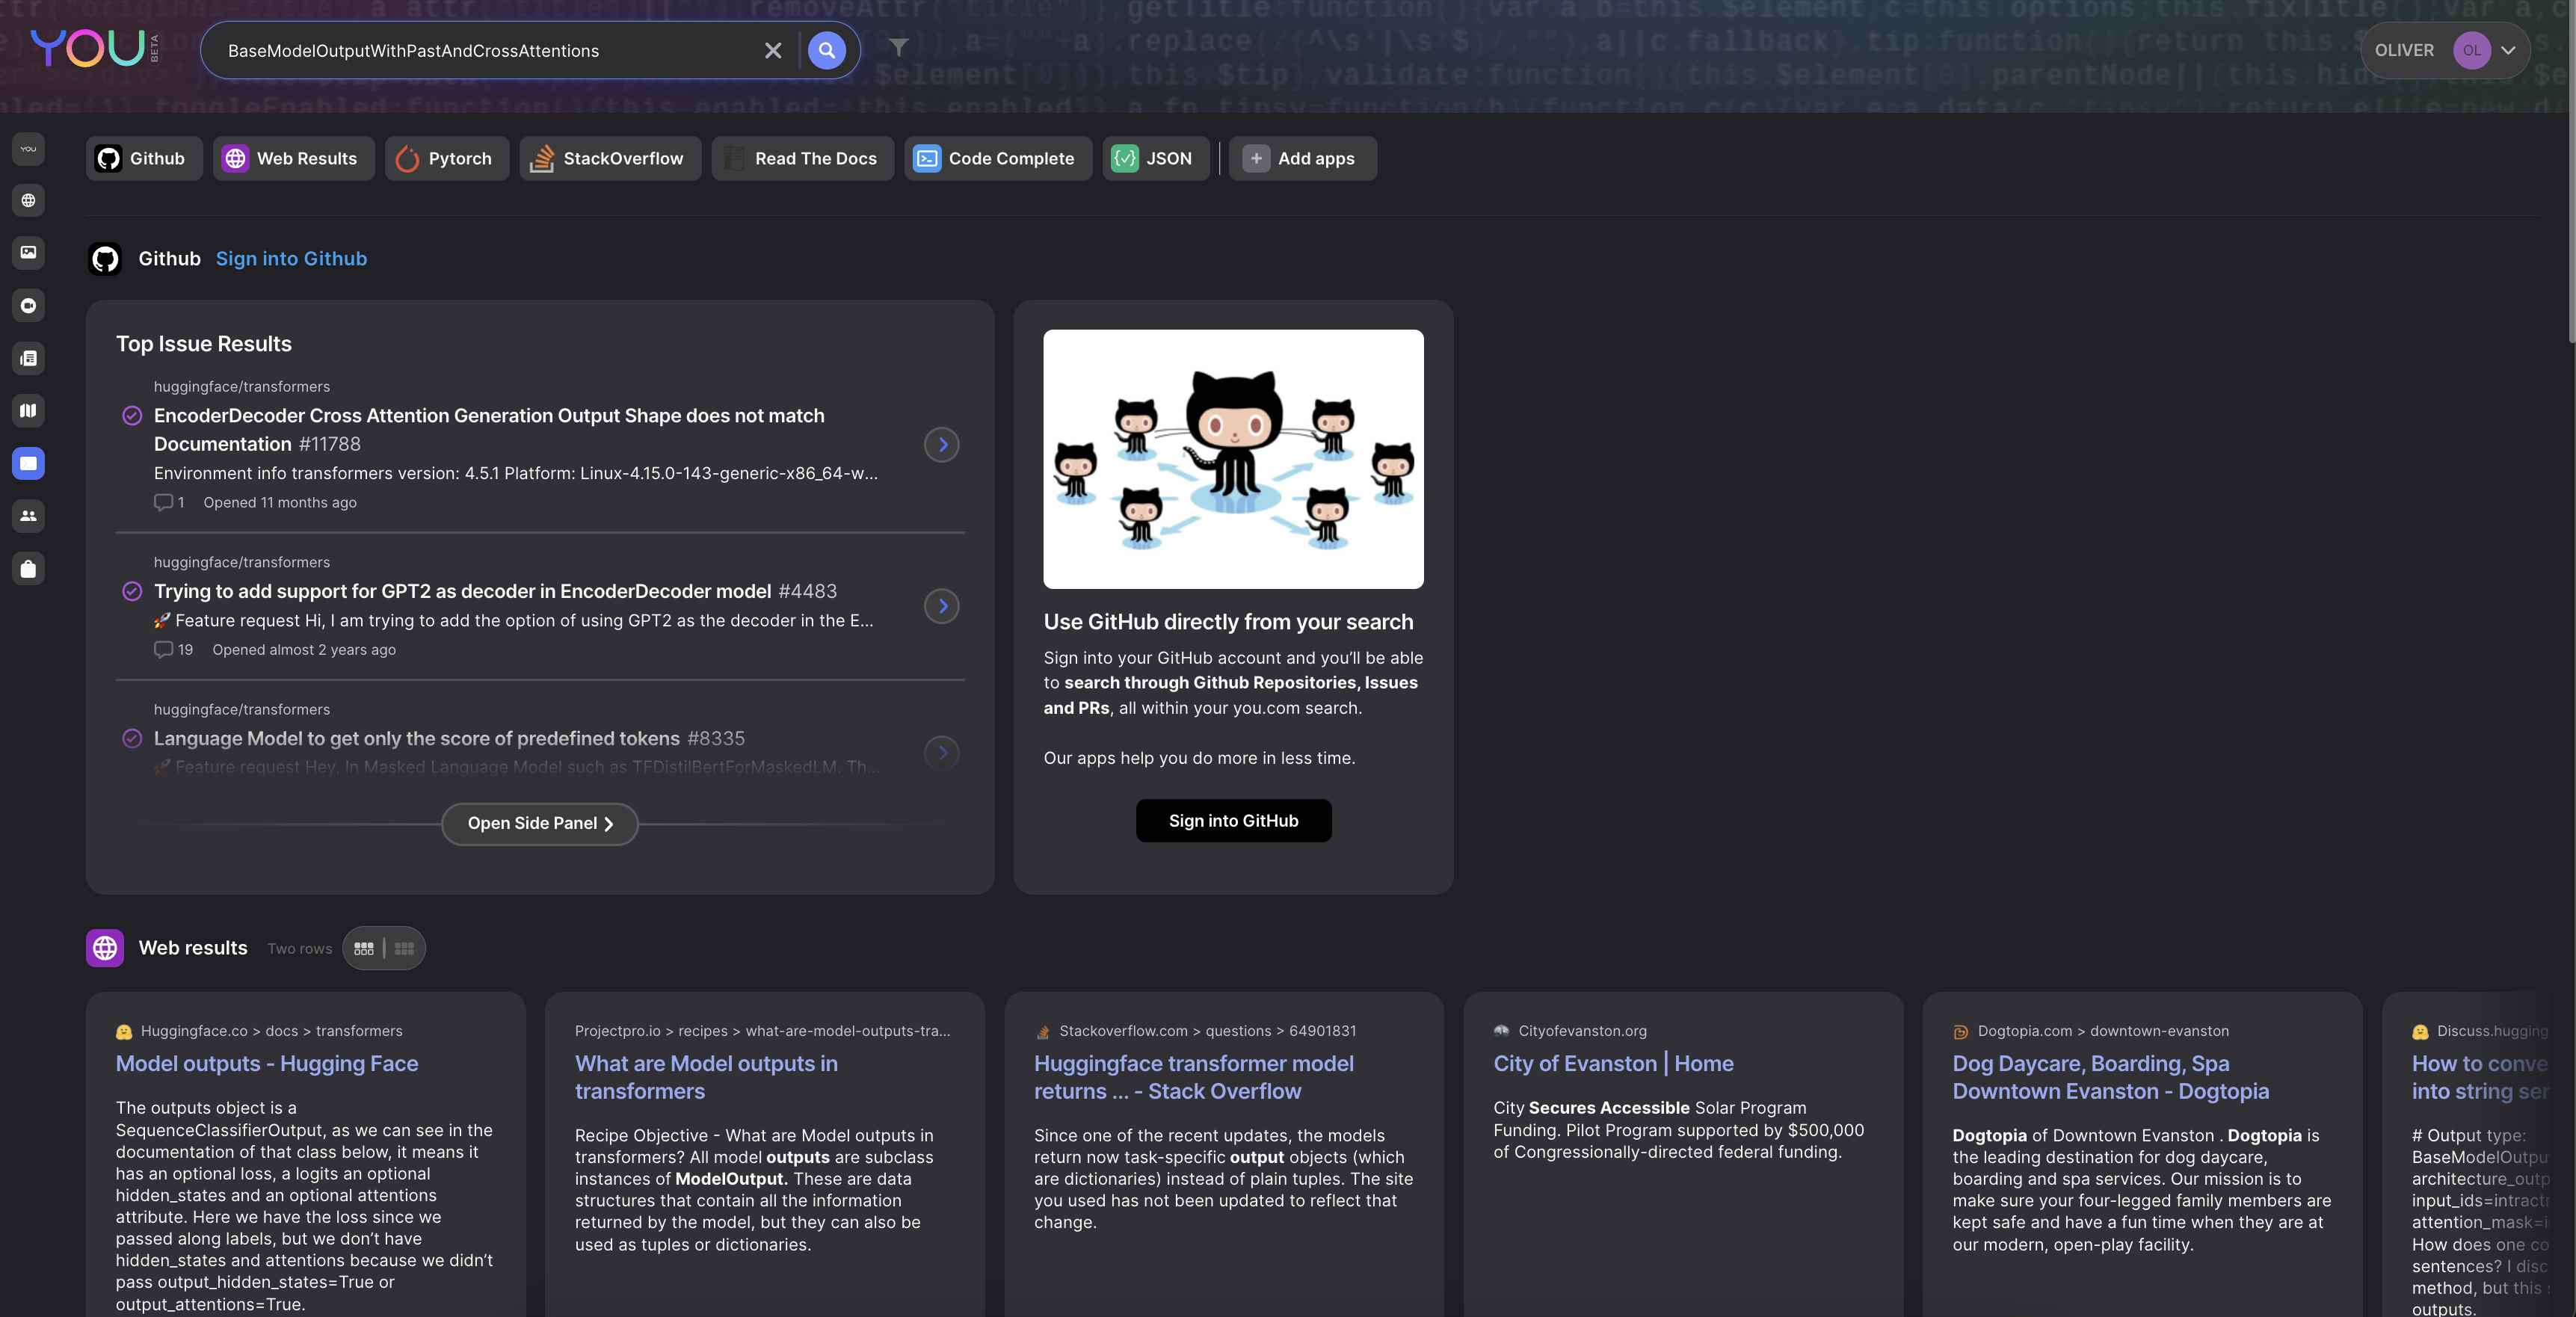 YOU BETA
BaseModelOutputWithPastAndCrossAttentions
OLIVER OL
YOU
Github
Web Results
Pytorch
StackOverflow
Read The Docs
Code Complete
JSON
Add apps
Github Sign into Github
Top Issue Results
huggingface/transformers
EncoderDecoder Cross Attention Generation Output Shape does not match
Documentation #11788
Environment info transformers version: 4.5.1 Platform: Linux-4.15.0-143-generic-x86_64-w...
1 Opened 11 months ago
huggingface/transformers
Trying to add support for GPT2 as decoder in EncoderDecoder model #4483
🚀 Feature request Hi, I am trying to add the option of using GPT2 as the decoder in the E...
19 Opened almost 2 years ago
huggingface/transformers
Language Model to get only the score of predefined tokens #8335
🚀 Feature request Hey, In Masked Language Model such as TFDistilBertForMaskedLM. Th...
Open Side Panel
Use GitHub directly from your search
Sign into your GitHub account and you’ll be able
to search through Github Repositories, Issues
and PRs, all within your you.com search.
Our apps help you do more in less time.
Sign into GitHub
Web results Two rows
Huggingface.co > docs > transformers
Model outputs - Hugging Face
The outputs object is a
SequenceClassifierOutput, as we can see in the
documentation of that class below, it means it
has an optional loss, a logits an optional
hidden_states and an optional attentions
attribute. Here we have the loss since we
passed along labels, but we don’t have
hidden_states and attentions because we didn’t
pass output_hidden_states=True or
output_attentions=True.
Projectpro.io > recipes > what-are-model-outputs-tra...
What are Model outputs in
transformers
Recipe Objective - What are Model outputs in
transformers? All model outputs are subclass
instances of ModelOutput. These are data
structures that contain all the information
returned by the model, but they can also be
used as tuples or dictionaries.
Stackoverflow.com > questions > 64901831
Huggingface transformer model
returns ... - Stack Overflow
Since one of the recent updates, the models
return now task-specific output objects (which
are dictionaries) instead of plain tuples. The site
you used has not been updated to reflect that
change.
Cityofevanston.org
City of Evanston | Home
City Secures Accessible Solar Program
Funding. Pilot Program supported by $500,000
of Congressionally-directed federal funding.
Dogtopia.com > downtown-evanston
Dog Daycare, Boarding, Spa
Downtown Evanston - Dogtopia
Dogtopia of Downtown Evanston . Dogtopia is
the leading destination for dog daycare,
boarding and spa services. Our mission is to
make sure your four-legged family members are
kept safe and have a fun time when they are at
our modern, open-play facility.
Discuss.hugging
How to conve
into string ser
# Output type:
BaseModelOutpu
architecture_outp
input_ids=intract
attention_mask=i
How does one co
sentences? I disc
method, but this
outputs.